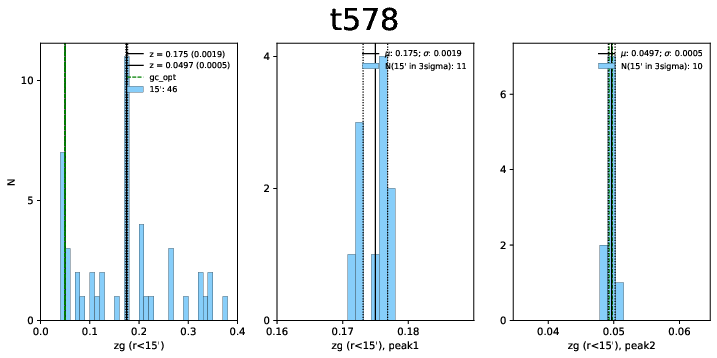 t578
z = 0.175 (0.0019)
z = 0.0497 (0.0005)
gc_opt
15': 46
N
10
5
0
0.0 0.1 0.2 0.3 0.4
zg (r<15')
μ: 0.175; σ: 0.0019
N(15' in 3sigma): 11
4
2
0
0.16 0.17 0.18
zg (r<15'), peak1
μ: 0.0497; σ: 0.0005
N(15' in 3sigma): 10
6
4
2
0
0.04 0.05 0.06
zg (r<15'), peak2